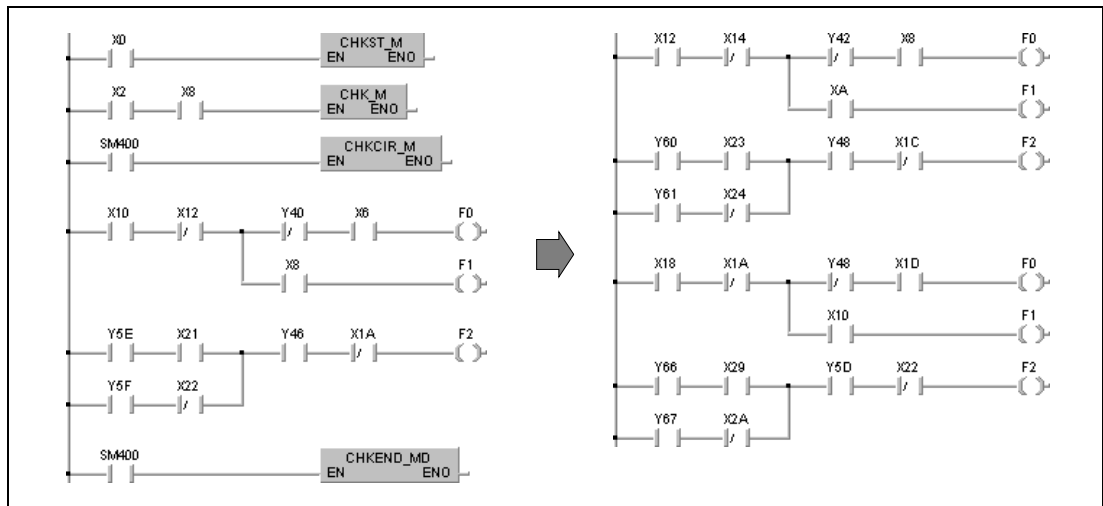 X0 CHKST_M
EN ENO
X2 X8 CHK_M
EN ENO
SM400 CHKCIR_M
EN ENO
X10 X12 Y40 X6 F0
X8 F1
Y5E X21 Y46 X1A F2
Y5F X22
SM400 CHKEND_MD
EN ENO
X12 X14 Y42 X8 F0
XA F1
Y60 X23 Y48 X1C F2
Y61 X24
X18 X1A Y48 X1D F0
X10 F1
Y66 X29 Y5D X22 F2
Y67 X2A